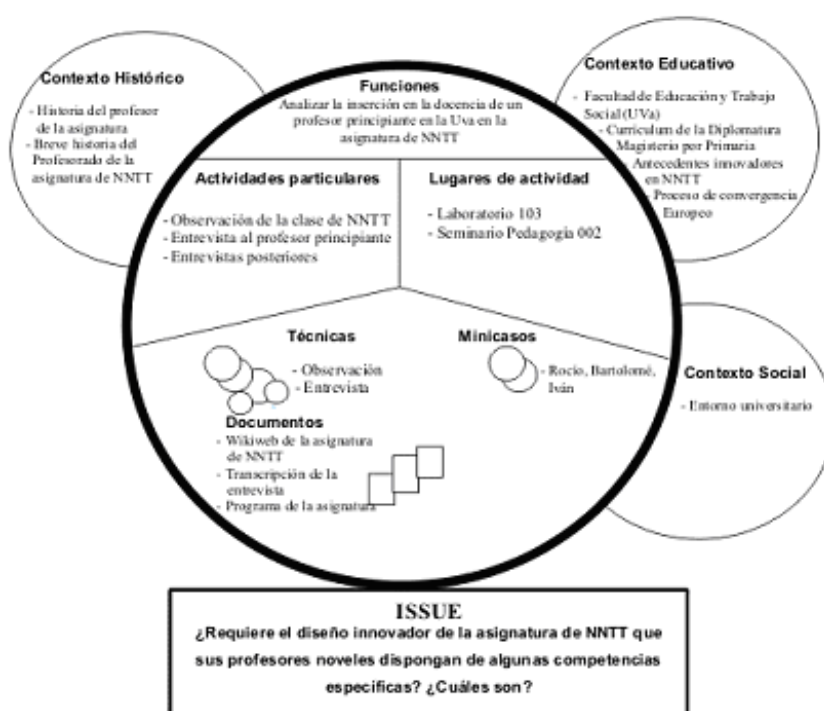 Contexto Histórico
- Historia del profesor
de la asignatura
- Breve historia del
Profesorado de la
asignatura de NNTT
Funciones
Analizar la inserción en la docencia de un
profesor principiante en la Uva en la
asignatura de NNTT
Contexto Educativo
- Facultad de Educación y Trabajo
Social (UVa)
- Curriculum de la Diplomatura
Magisterio por Primaria
- Antecedentes innovadores
en NNTT
- Proceso de convergencia
Europeo
Actividades particulares
- Observación de la clase de NNTT
- Entrevista al profesor principiante
- Entrevistas posteriores
Lugares de actividad
- Laboratorio 103
- Seminario Pedagogía 002
Técnicas
- Observación
- Entrevista
Minicasos
- Rocío, Bartolomé,
Iván
Contexto Social
- Entorno universitario
Documentos
- Wikiweb de la asignatura
de NNTT
- Transcripción de la
entrevista
- Programa de la asignatura
ISSUE
¿Requiere el diseño innovador de la asignatura de NNTT que
sus profesores noveles dispongan de algunas competencias
especificas? ¿Cuáles son?